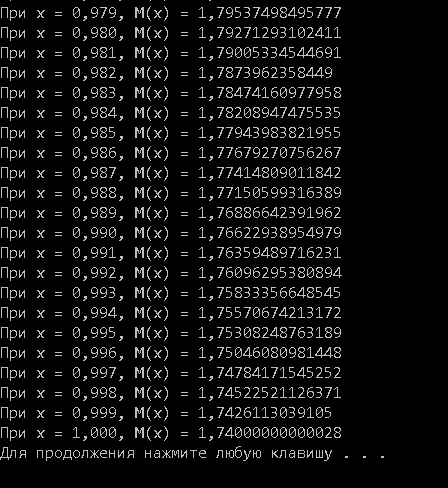 При x = 0,979, M(x) = 1,79537498495777
При x = 0,980, M(x) = 1,79271293102411
При x = 0,981, M(x) = 1,79005334544691
При x = 0,982, M(x) = 1,7873962358449
При x = 0,983, M(x) = 1,78474160977958
При x = 0,984, M(x) = 1,78208947475535
При x = 0,985, M(x) = 1,77943983821955
При x = 0,986, M(x) = 1,77679270756267
При x = 0,987, M(x) = 1,77414809011842
При x = 0,988, M(x) = 1,77150599316389
При x = 0,989, M(x) = 1,76886642391962
При x = 0,990, M(x) = 1,76622938954979
При x = 0,991, M(x) = 1,76359489716231
При x = 0,992, M(x) = 1,76096295380894
При x = 0,993, M(x) = 1,75833356648545
При x = 0,994, M(x) = 1,75570674213172
При x = 0,995, M(x) = 1,75308248763189
При x = 0,996, M(x) = 1,75046080981448
При x = 0,997, M(x) = 1,74784171545252
При x = 0,998, M(x) = 1,74522521126371
При x = 0,999, M(x) = 1,7426113039105
При x = 1,000, M(x) = 1,74000000000028
Для продолжения нажмите любую клавишу . . .